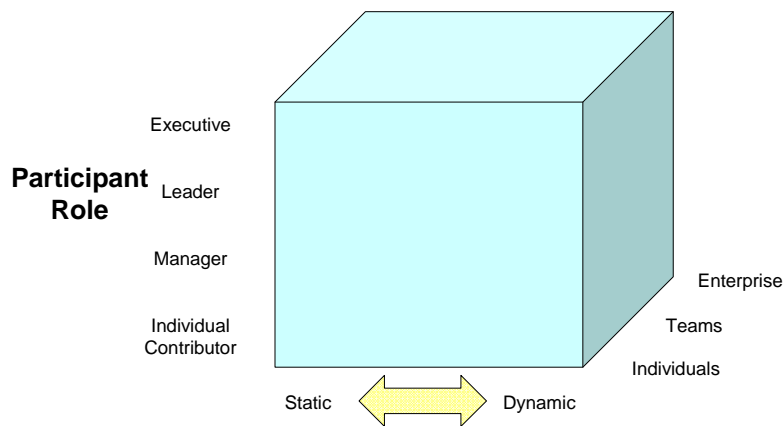 Executive
Participant
Role
Leader
Manager
Individual
Contributor
Enterprise
Teams
Individuals
Static
Dynamic